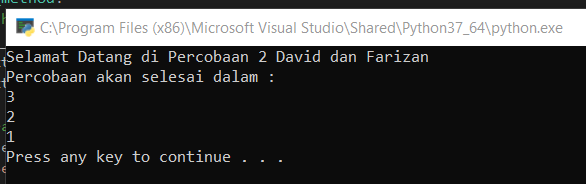 method:
C:\Program Files (x86)\Microsoft Visual Studio\Shared\Python37_64\python.exe
Selamat Datang di Percobaan 2 David dan Farizan
Percobaan akan selesai dalam :
3
2
1
Press any key to continue . . .